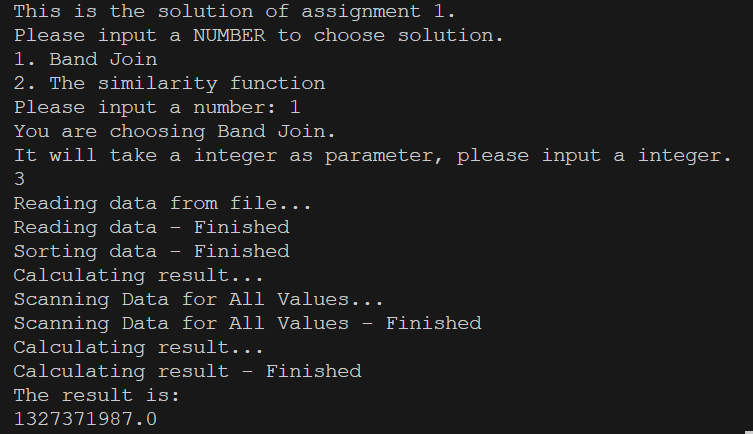 This is the solution of assignment 1.
Please input a NUMBER to choose solution.
1. Band Join
2. The similarity function
Please input a number: 1
You are choosing Band Join.
It will take a integer as parameter, please input a integer.
3
Reading data from file...
Reading data - Finished
Sorting data - Finished
Calculating result...
Scanning Data for All Values...
Scanning Data for All Values - Finished
Calculating result...
Calculating result - Finished
The result is:
1327371987.0